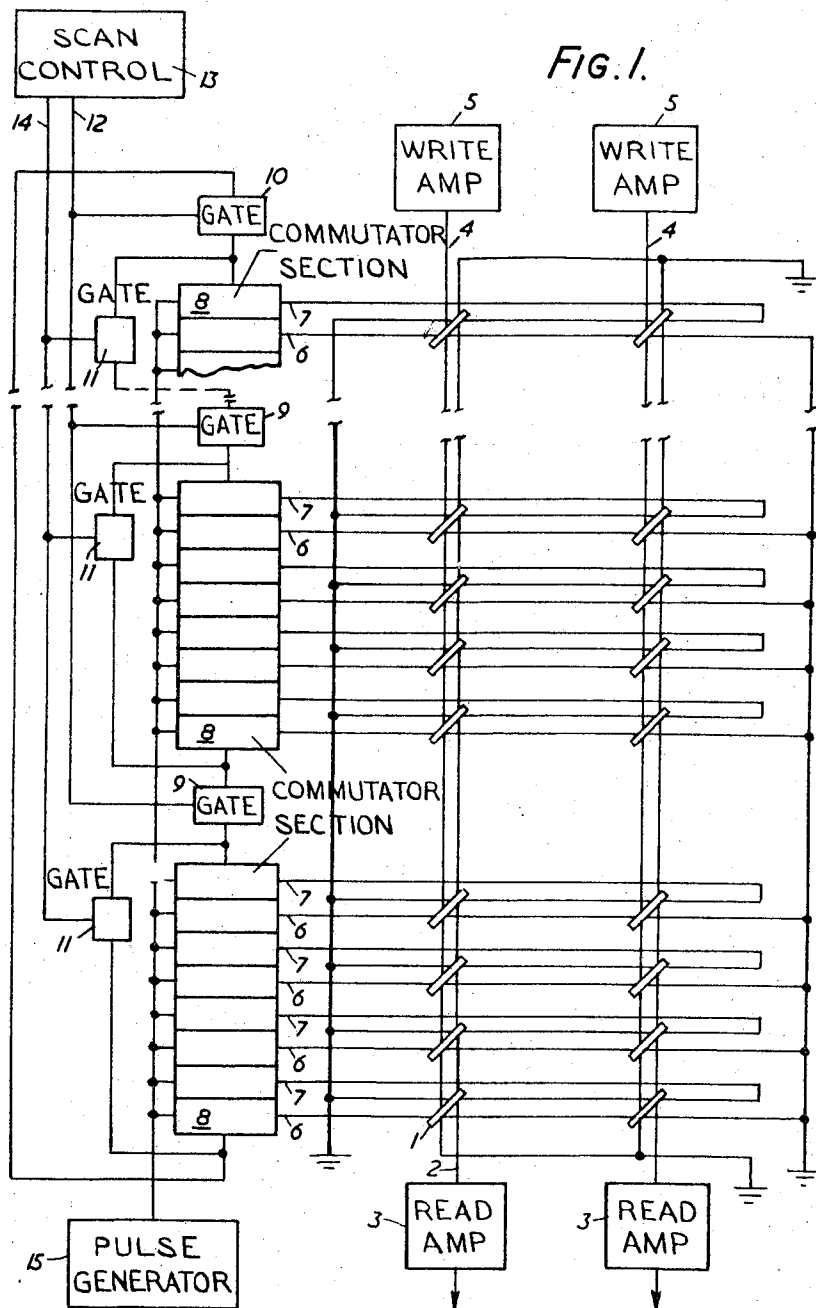 SCAN
CONTROL
13
FIG. 1.
14
12
5
5
WRITE
AMP
WRITE
AMP
10
GATE
4
4
COMMUTATOR
SECTION
GATE
8
7
6
11
9
GATE
GATE
7
6
11
8
9
GATE
COMMUTATOR
SECTION
GATE
7
6
11
7
6
7
6
7
8
6
1
2
3
READ
AMP
3
READ
AMP
15
PULSE
GENERATOR